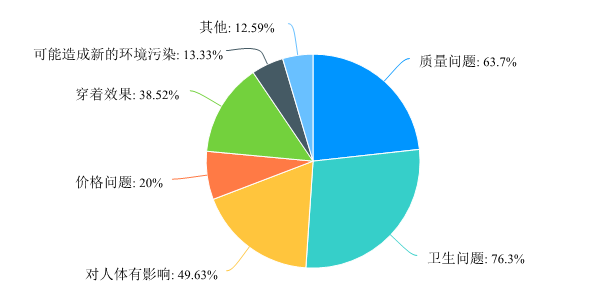 其他: 12.59%
可能造成新的环境污染: 13.33%
质量问题: 63.7%
穿着效果: 38.52%
价格问题: 20%
卫生问题: 76.3%
对人体有影响: 49.63%